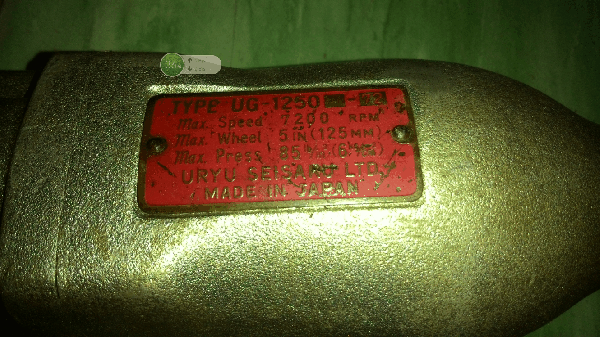 TYPE UG-1250
Max. Speed 7200 RPM
Max. Wheel 5 IN (125 MM)
Max. Press 85
URYU SEISAKU LTD.
MADE IN JAPAN